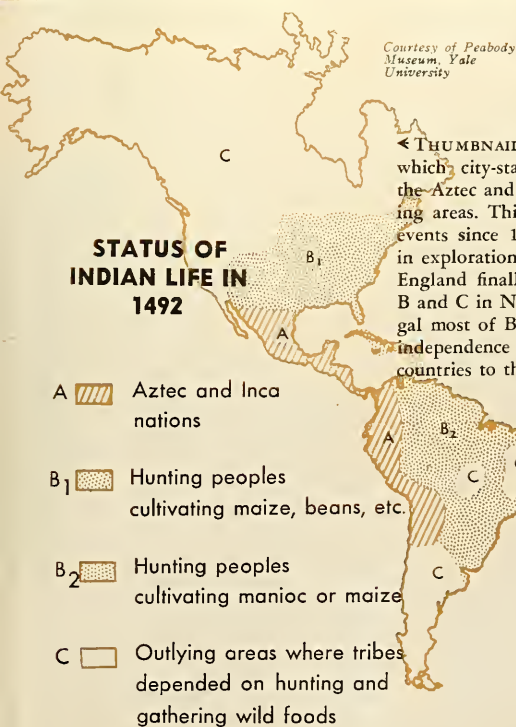 Courtesy of Peabody
Museum, Yale
University
which city-sta
the Aztec and
ing areas. Thi
events since 1
in exploration
England finall
B and C in N
gal most of B
independence
countries to th
C
STATUS OF
INDIAN LIFE IN
1492
B1
A
A Aztec and Inca
nations
A
B2
C
B1 Hunting peoples
cultivating maize, beans, etc.
B2 Hunting peoples
cultivating manioc or maize
C
C Outlying areas where tribes
depended on hunting and
gathering wild foods